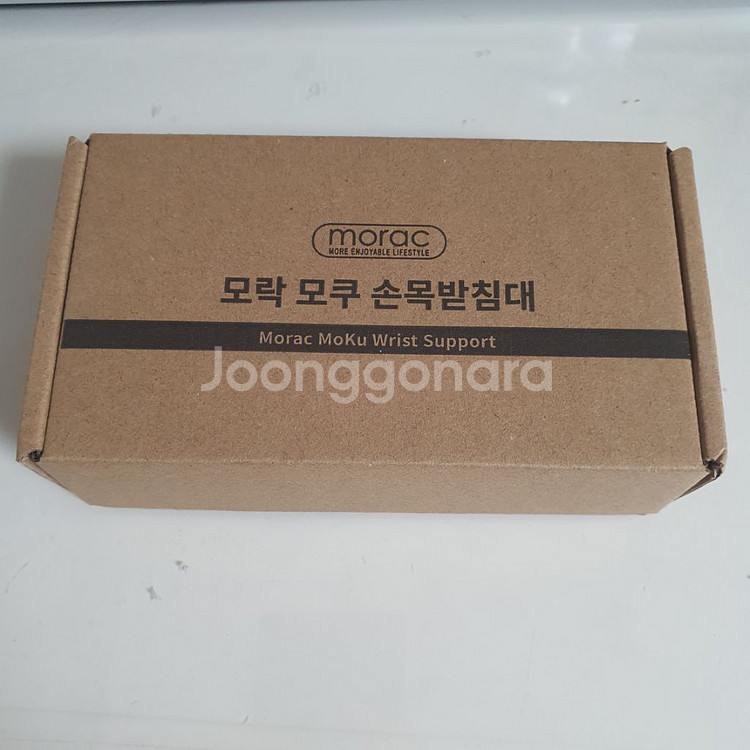 morac
MORE ENJOYABLE LIFESTYLE
모락 모쿠 손목받침대
Morac MoKu Wrist Support
Joonggonara